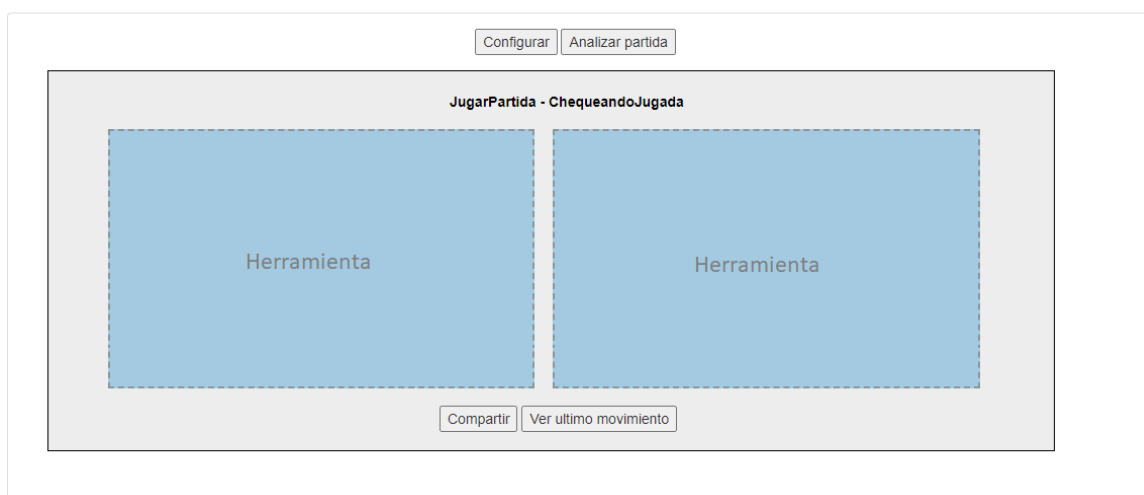 Configurar Analizar partida
JugarPartida - ChequeandoJugada
Herramienta Herramienta
Compartir Ver ultimo movimiento